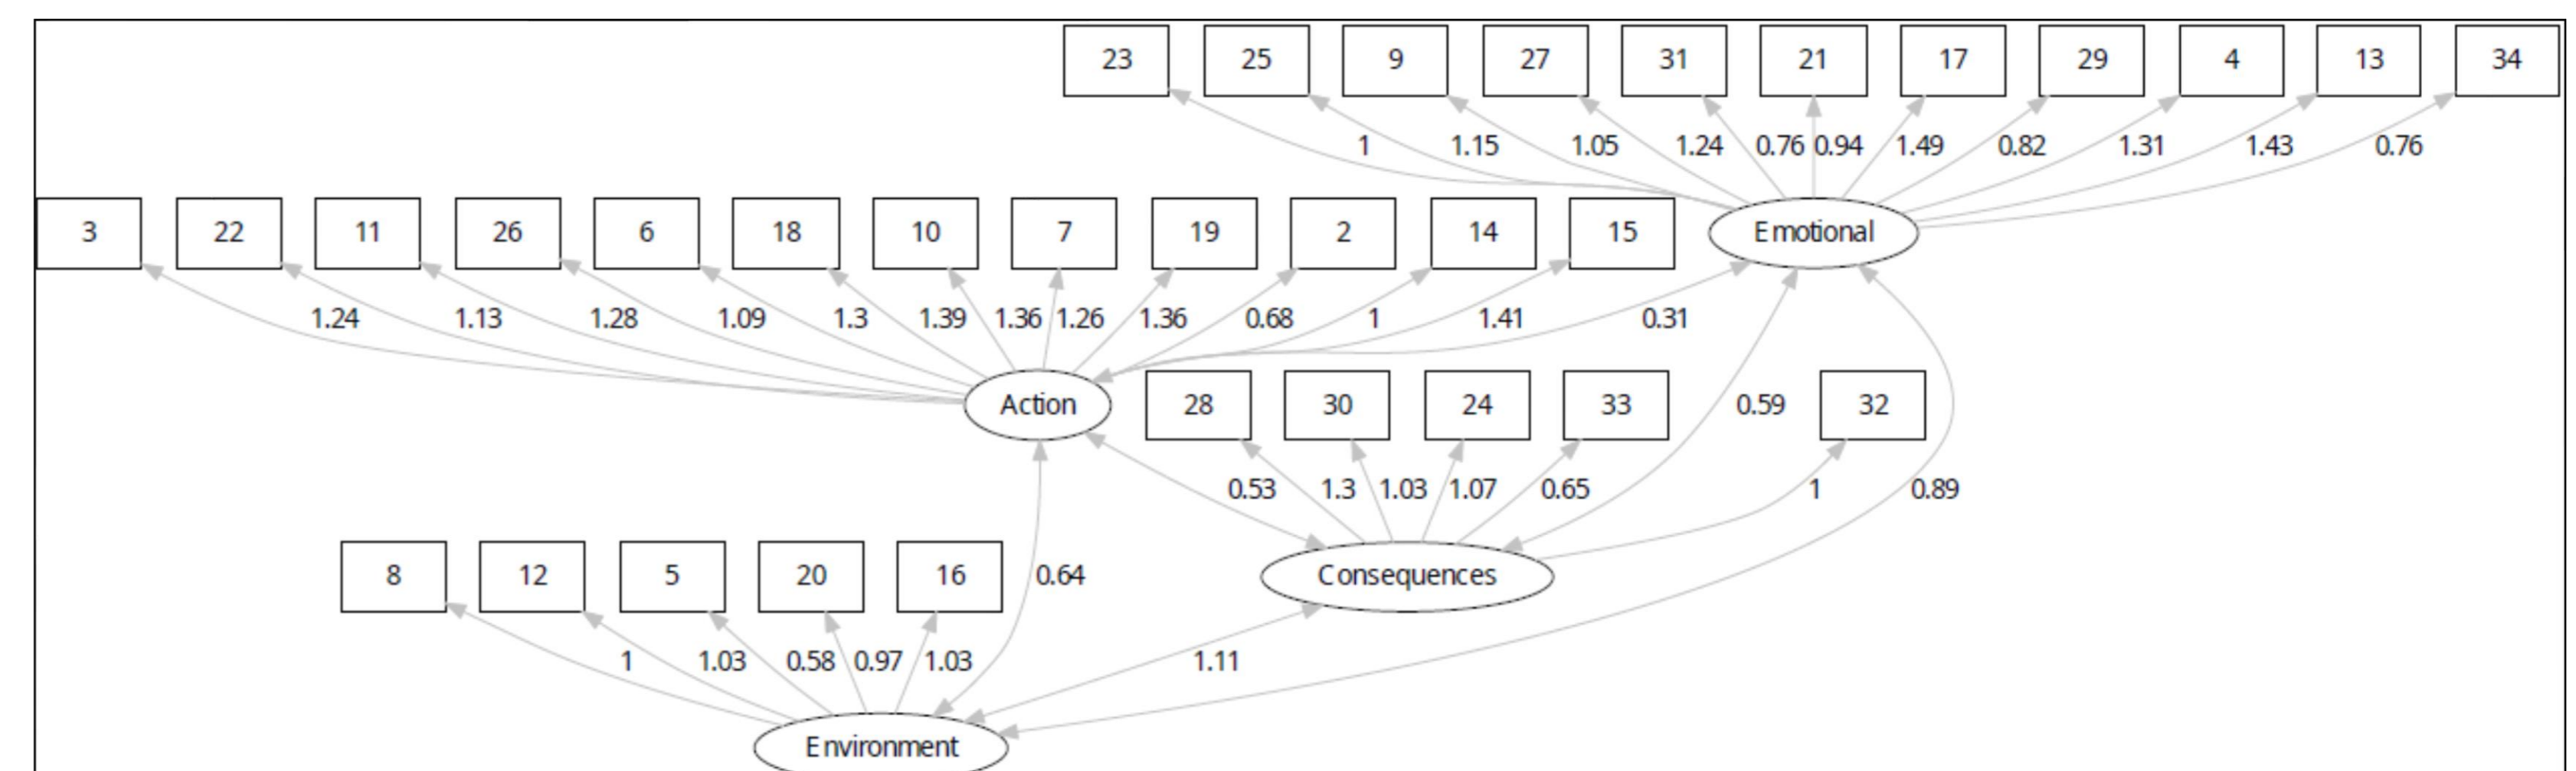 23 25 9 27 31 21 17 29 4 13 34
1 1.15 1.05 1.24 0.76 0.94 1.49 0.82 1.31 1.43 0.76
3 22 11 26 6 18 10 7 19 2 14 15 Emotional
1.24 1.13 1.28 1.09 1.3 1.39 1.36 1.26 1.36 0.68 1 1.41 0.31
Action 28 30 24 33 0.59 32
0.53 1.3 1.03 1.07 0.65 1 0.89
8 12 5 20 16 0.64 Consequences
1 1.03 0.58 0.97 1.03 1.11
Environment